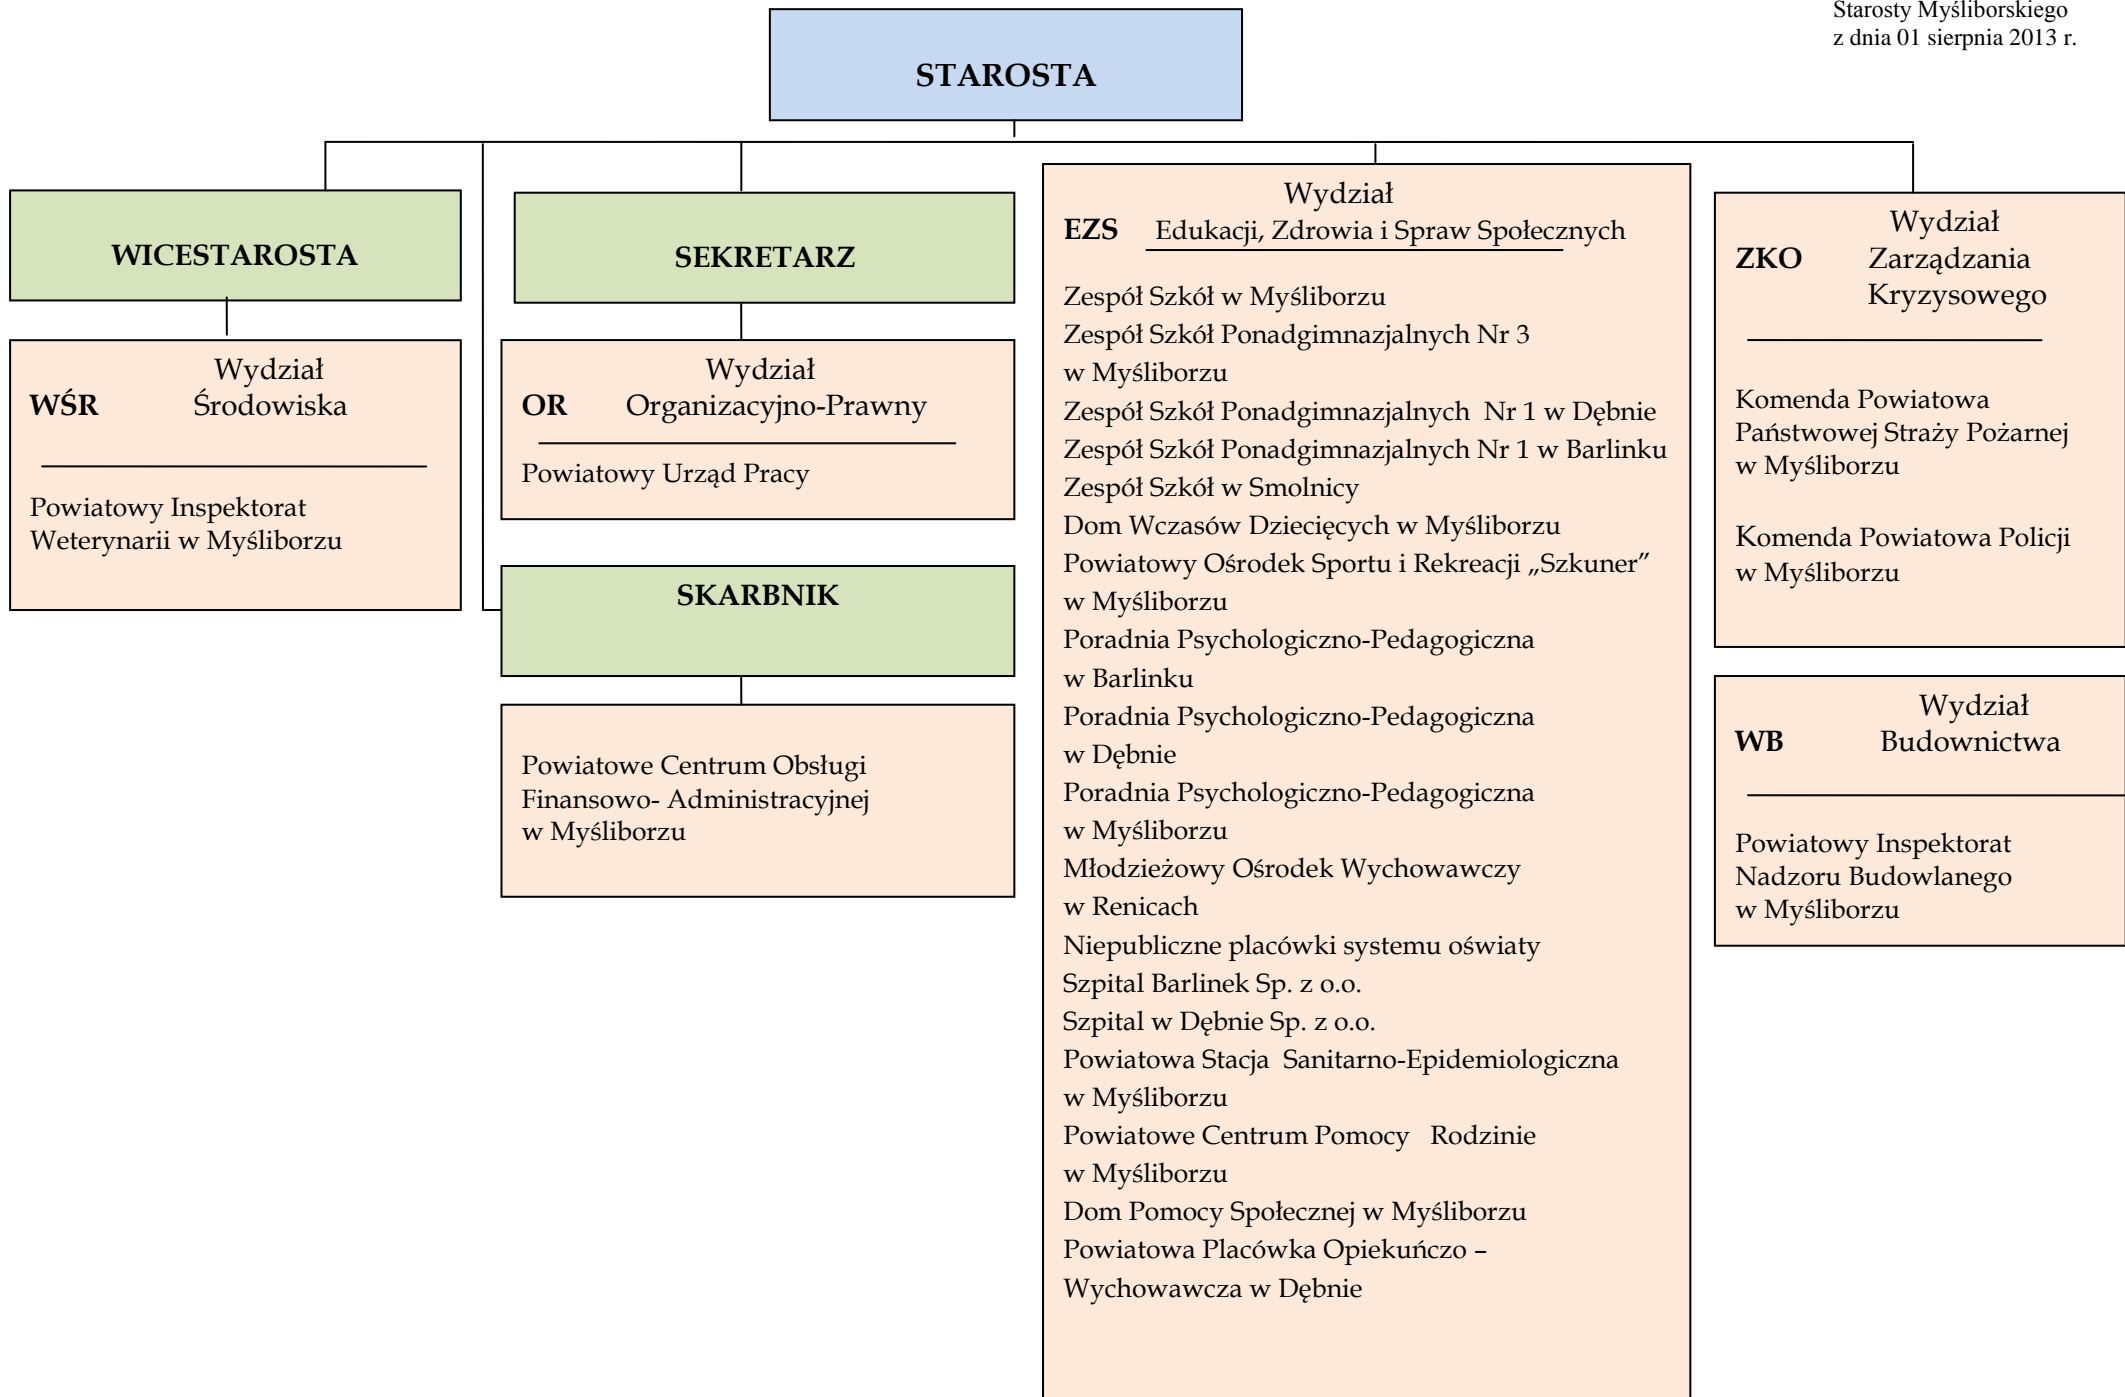 Starosty Myśliborskiego
z dnia 01 sierpnia 2013 r.
STAROSTA
WICESTAROSTA
Wydział
WŚR Środowiska
Powiatowy Inspektorat
Weterynarii w Myśliborzu
SEKRETARZ
Wydział
OR Organizacyjno-Prawny
Powiatowy Urząd Pracy
SKARBNIK
Powiatowe Centrum Obsługi
Finansowo- Administracyjnej
w Myśliborzu
Wydział
EZS Edukacji, Zdrowia i Spraw Społecznych
Zespół Szkół w Myśliborzu
Zespół Szkół Ponadgimnazjalnych Nr 3
w Myśliborzu
Zespół Szkół Ponadgimnazjalnych Nr 1 w Dębnie
Zespół Szkół Ponadgimnazjalnych Nr 1 w Barlinku
Zespół Szkół w Smolnicy
Dom Wczasów Dziecięcych w Myśliborzu
Powiatowy Ośrodek Sportu i Rekreacji „Szkuner”
w Myśliborzu
Poradnia Psychologiczno-Pedagogiczna
w Barlinku
Poradnia Psychologiczno-Pedagogiczna
w Dębnie
Poradnia Psychologiczno-Pedagogiczna
w Myśliborzu
Młodzieżowy Ośrodek Wychowawczy
w Renicach
Niepubliczne placówki systemu oświaty
Szpital Barlinek Sp. z o.o.
Szpital w Dębnie Sp. z o.o.
Powiatowa Stacja Sanitarno-Epidemiologiczna
w Myśliborzu
Powiatowe Centrum Pomocy Rodzinie
w Myśliborzu
Dom Pomocy Społecznej w Myśliborzu
Powiatowa Placówka Opiekuńczo –
Wychowawcza w Dębnie
Wydział
ZKO Zarządzania
Kryzysowego
Komenda Powiatowa
Państwowej Straży Pożarnej
w Myśliborzu
Komenda Powiatowa Policji
w Myśliborzu
Wydział
WB Budownictwa
Powiatowy Inspektorat
Nadzoru Budowlanego
w Myśliborzu